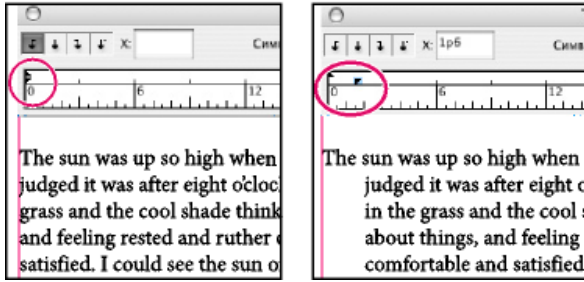 X:
Симв
0 6 12
The sun was up so high when
judged it was after eight o'cloc
grass and the cool shade think
and feeling rested and ruther
satisfied. I could see the sun o
X: 1p6
Симв
0 6 12
The sun was up so high when
judged it was after eight o
in the grass and the cool
about things, and feeling
comfortable and satisfied